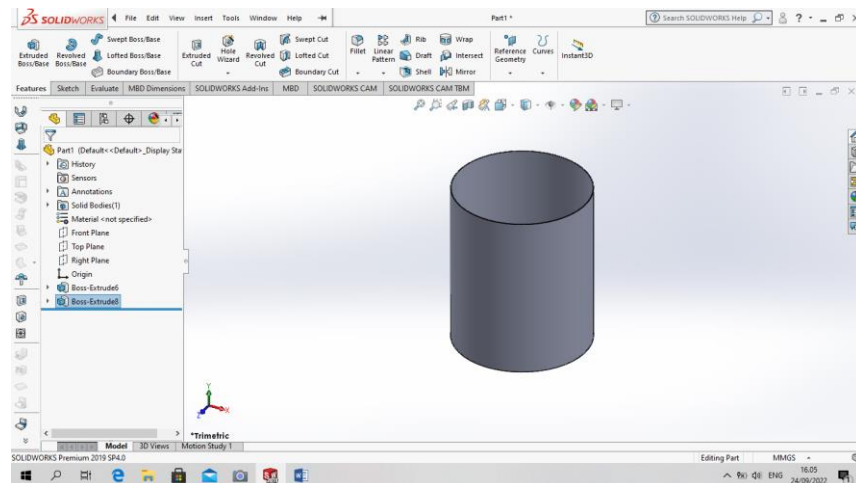 SOLIDWORKS File Edit View Insert Tools Window Help Part1 * Search SOLIDWORKS Help
Extruded Boss/Base
Revolved Boss/Base
Swept Boss/Base
Lofted Boss/Base
Boundary Boss/Base
Extruded Cut
Hole Wizard
Revolved Cut
Swept Cut
Lofted Cut
Boundary Cut
Fillet
Linear Pattern
Rib
Draft
Shell
Wrap
Intersect
Mirror
Reference Geometry
Curves
Instant3D
Features Sketch Evaluate MBD Dimensions SOLIDWORKS Add-Ins MBD SOLIDWORKS CAM SOLIDWORKS CAM TBM
Part1 (Default<<Default>_Display Sta
History
Sensors
Annotations
Solid Bodies(1)
Material <not specified>
Front Plane
Top Plane
Right Plane
Origin
Boss-Extrude6
Boss-Extrude8
Y
X
Z
*Trimetric
Model 3D Views Motion Study 1
SOLIDWORKS Premium 2019 SP4.0 Editing Part MMGS
ENG 16.05
24/09/2022